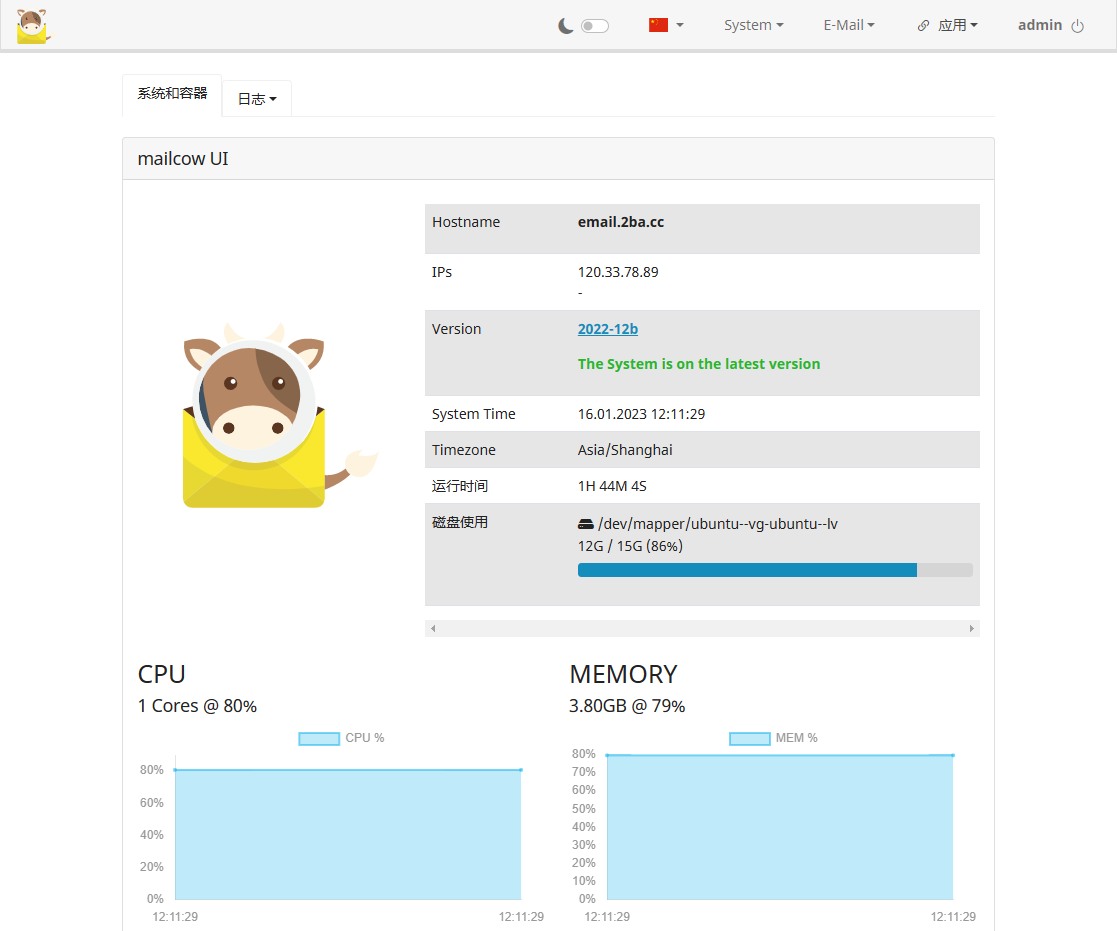 System
E-Mail
应用
admin
系统和容器
日志
mailcow UI
Hostname email.2ba.cc
IPs 120.33.78.89
-
Version 2022-12b
The System is on the latest version
System Time 16.01.2023 12:11:29
Timezone Asia/Shanghai
运行时间 1H 44M 4S
磁盘使用 /dev/mapper/ubuntu--vg-ubuntu--lv
12G / 15G (86%)
CPU
1 Cores @ 80%
CPU %
80%
60%
40%
20%
0%
12:11:29 12:11:29
MEMORY
3.80GB @ 79%
MEM %
80%
70%
60%
50%
40%
30%
20%
10%
0%
12:11:29 12:11:29